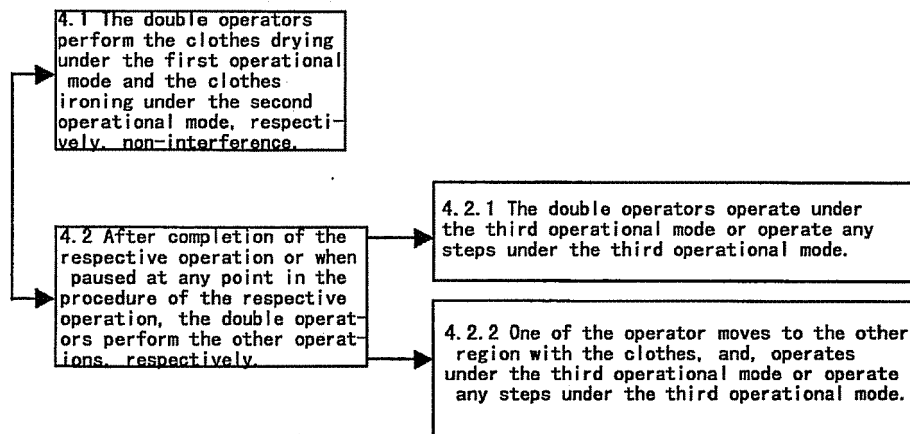 4.1 The double operators
perform the clothes drying
under the first operational
mode and the clothes
ironing under the second
operational mode, respecti-
vely, non-interference.
4.2 After completion of the
respective operation or when
paused at any point in the
procedure of the respective
operation, the double operat-
ors perform the other operat-
ions, respectively.
4.2.1 The double operators operate under
the third operational mode or operate any
steps under the third operational mode.
4.2.2 One of the operator moves to the other
region with the clothes, and, operates
under the third operational mode or operate
any steps under the third operational mode.